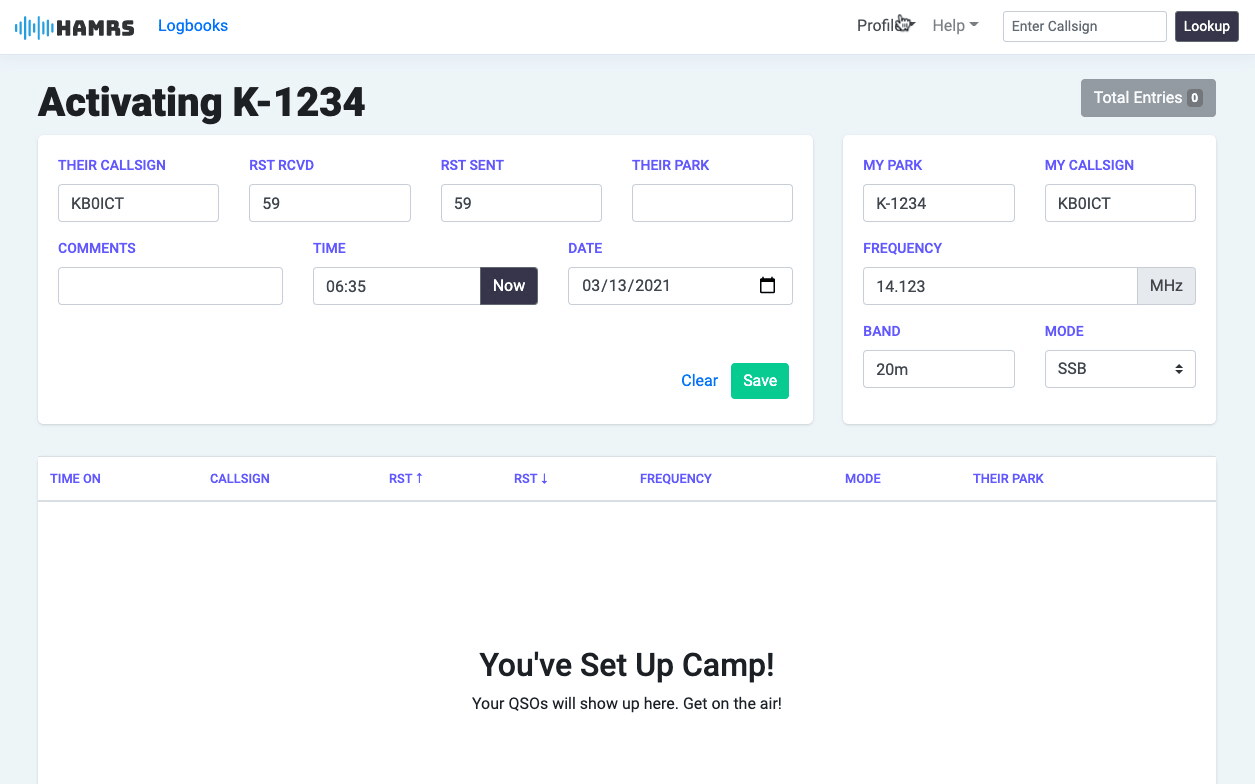 HAMRS Logbooks Profile Help Enter Callsign Lookup
Activating K-1234 Total Entries 0
THEIR CALLSIGN RST RCVD RST SENT THEIR PARK
KB0ICT 59 59
COMMENTS TIME DATE
06:35 Now 03/13/2021
Clear Save
MY PARK MY CALLSIGN
K-1234 KB0ICT
FREQUENCY
14.123 MHz
BAND MODE
20m SSB
TIME ON CALLSIGN RST ↑ RST ↓ FREQUENCY MODE THEIR PARK
You've Set Up Camp!
Your QSOs will show up here. Get on the air!